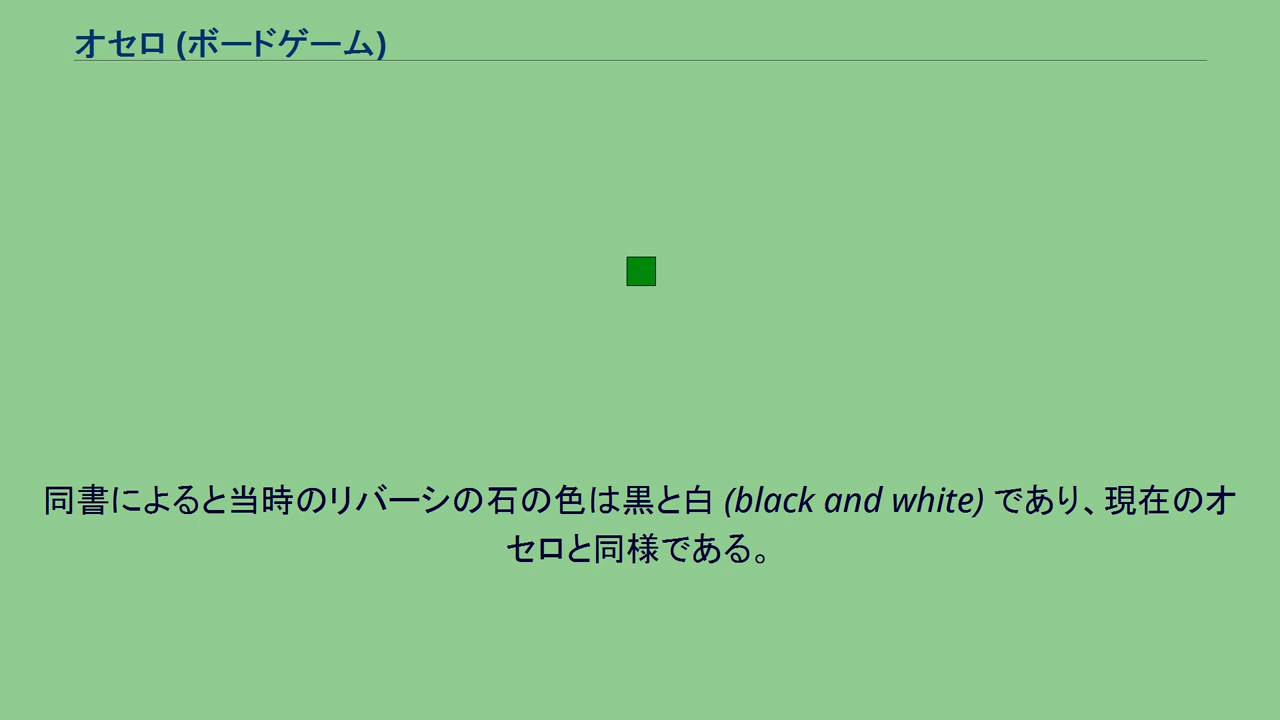 オセロ (ボードゲーム)
同書によると当時のリバーシの石の色は黒と白 (black and white) であり、現在のオ
セロと同様である。